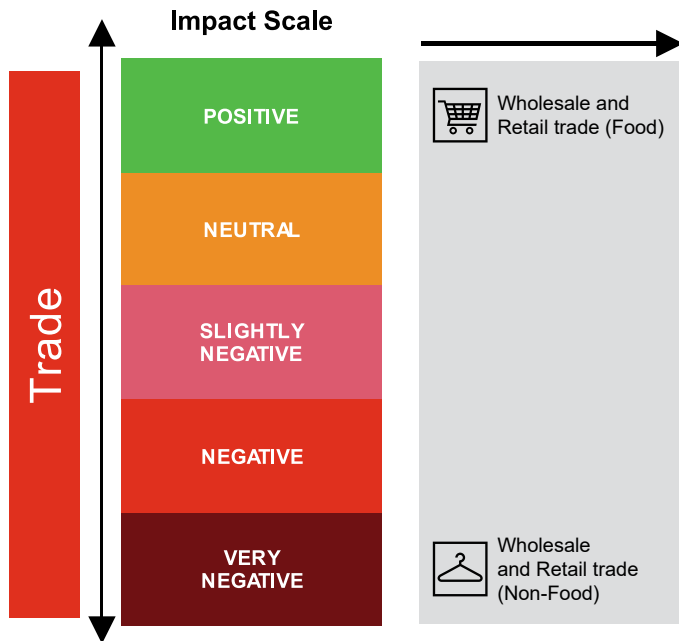 Impact Scale
Trade
POSITIVE
NEUTRAL
SLIGHTLY
NEGATIVE
NEGATIVE
VERY
NEGATIVE
Wholesale and
Retail trade (Food)
Wholesale
and Retail trade
(Non-Food)